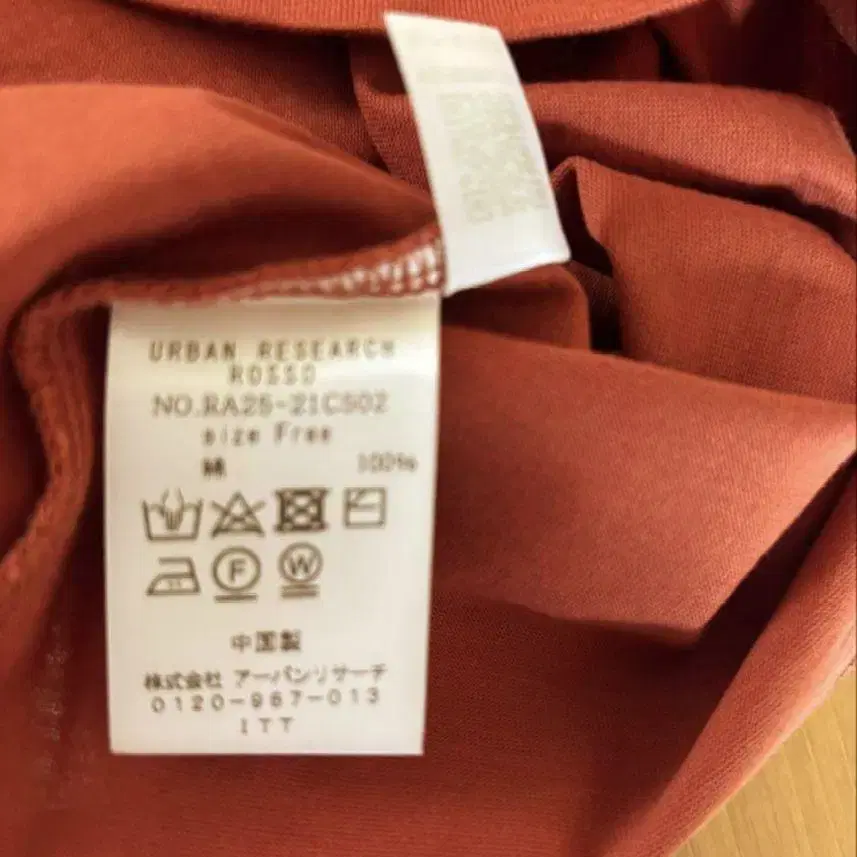 URBAN RESEARCH
ROSSO
NO.RA25-21CS02
size Free
綿 100%
F W
中国製
株式会社 アーバンリサーチ
0120-967-013
ITT